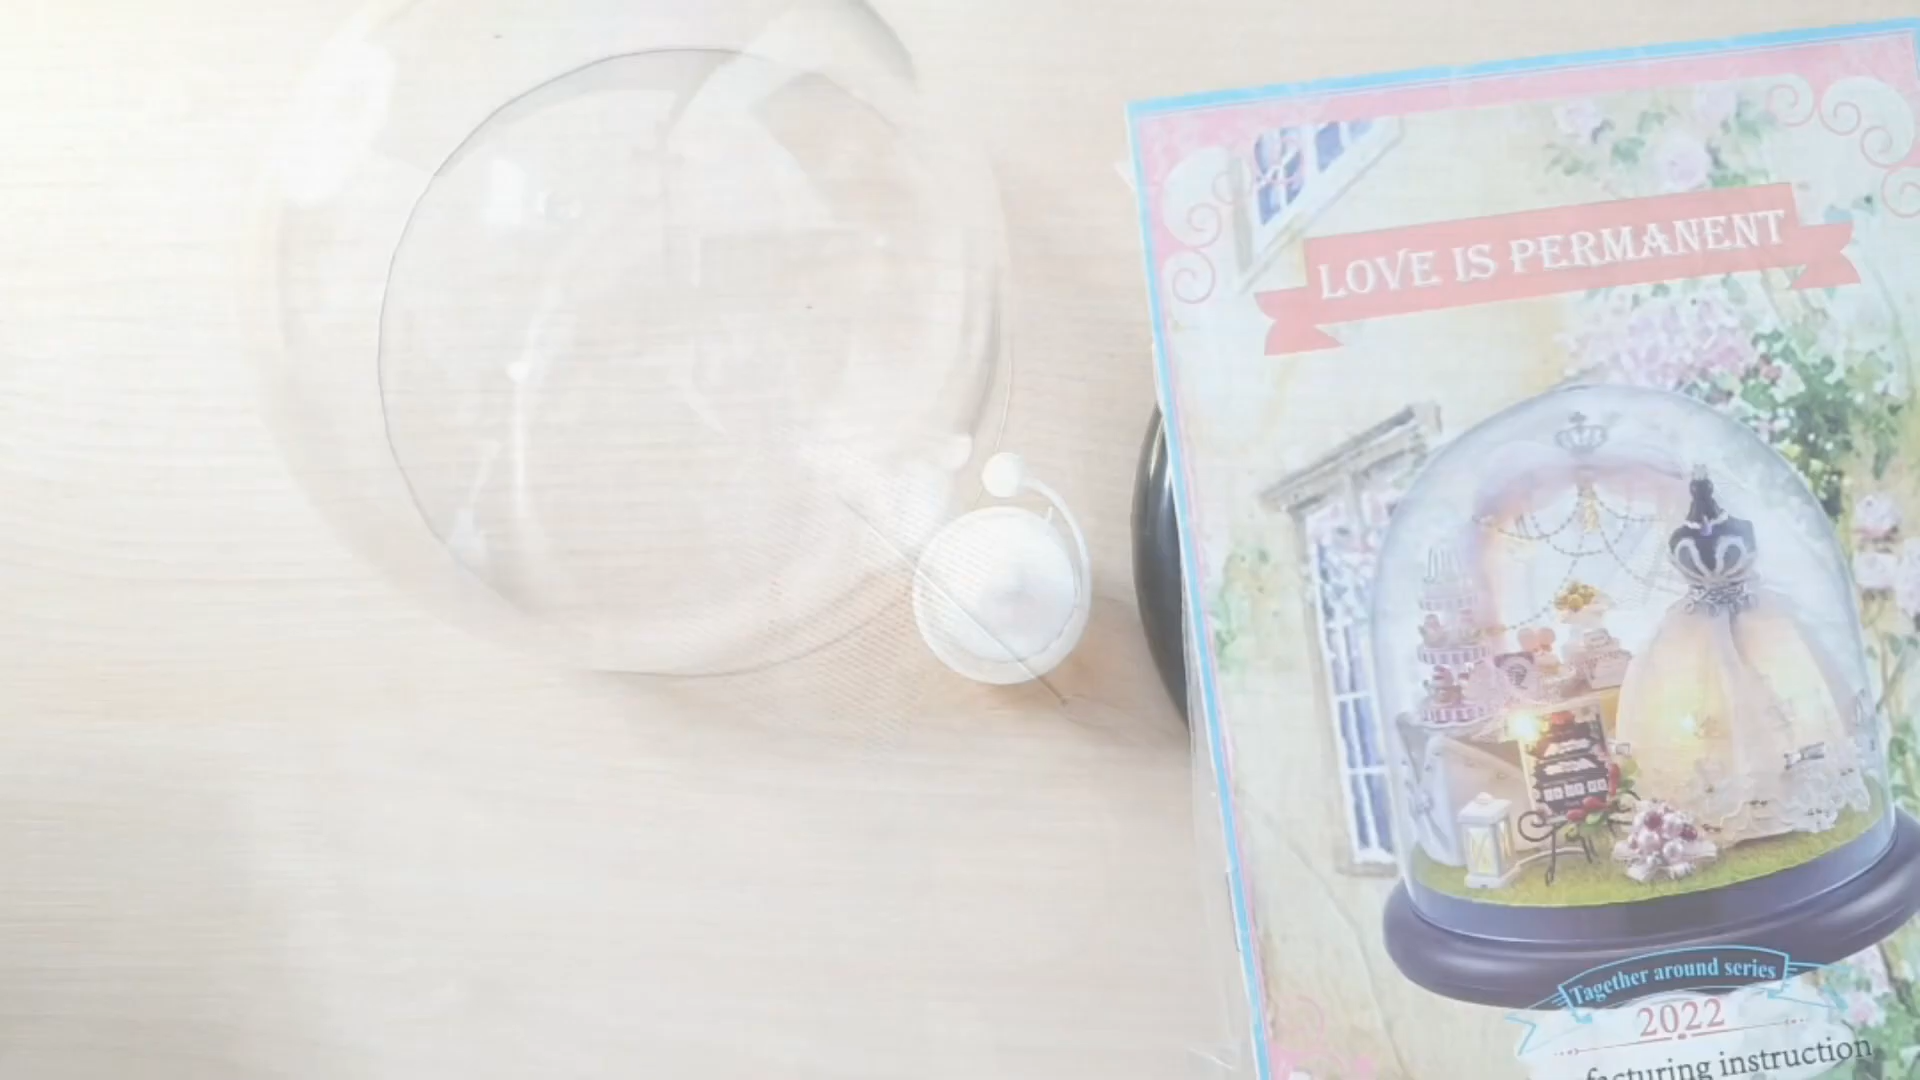 LOVE IS PERMANENT
Tagether around series
2022
facturing instruction